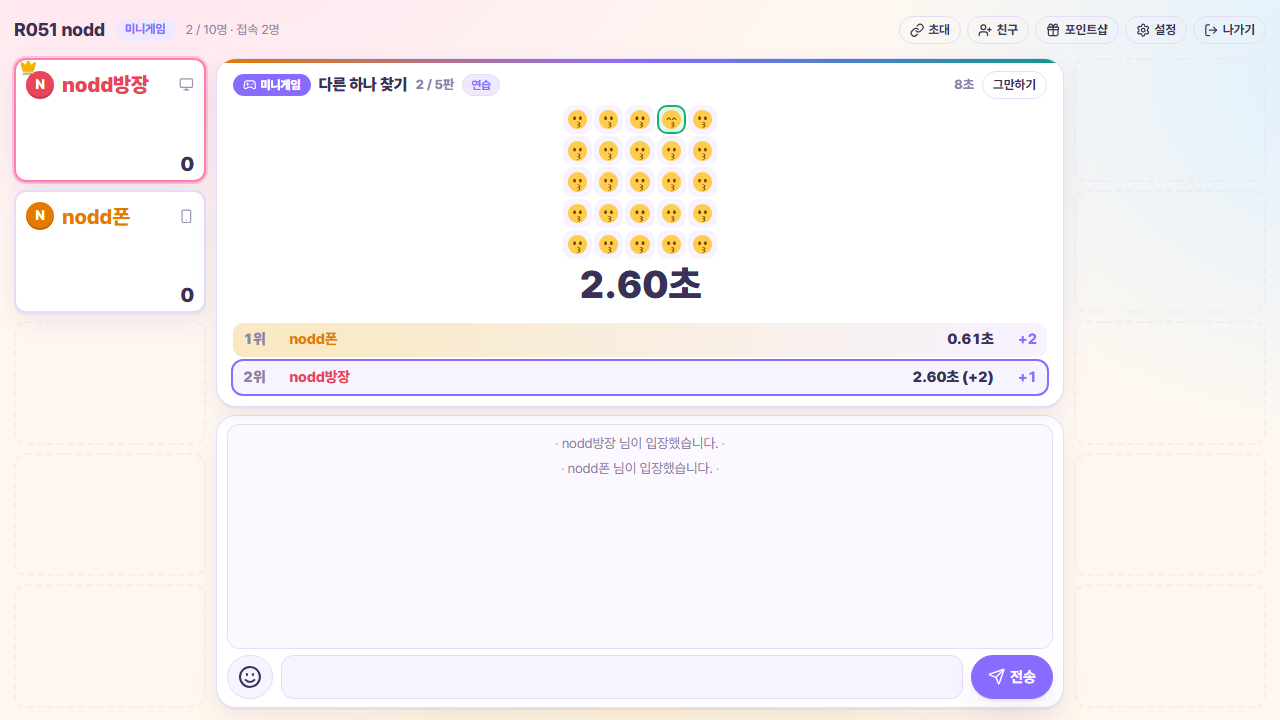 R051 nodd 미니게임 2 / 10명 · 접속 2명
초대 친구 포인트샵 설정 나가기
N nodd방장
0
N nodd폰
0
미니게임 다른 하나 찾기 2 / 5판 연습 8초 그만하기
2.60초
1위 nodd폰 0.61초 +2
2위 nodd방장 2.60초 (+2) +1
· nodd방장 님이 입장했습니다. ·
· nodd폰 님이 입장했습니다. ·
전송